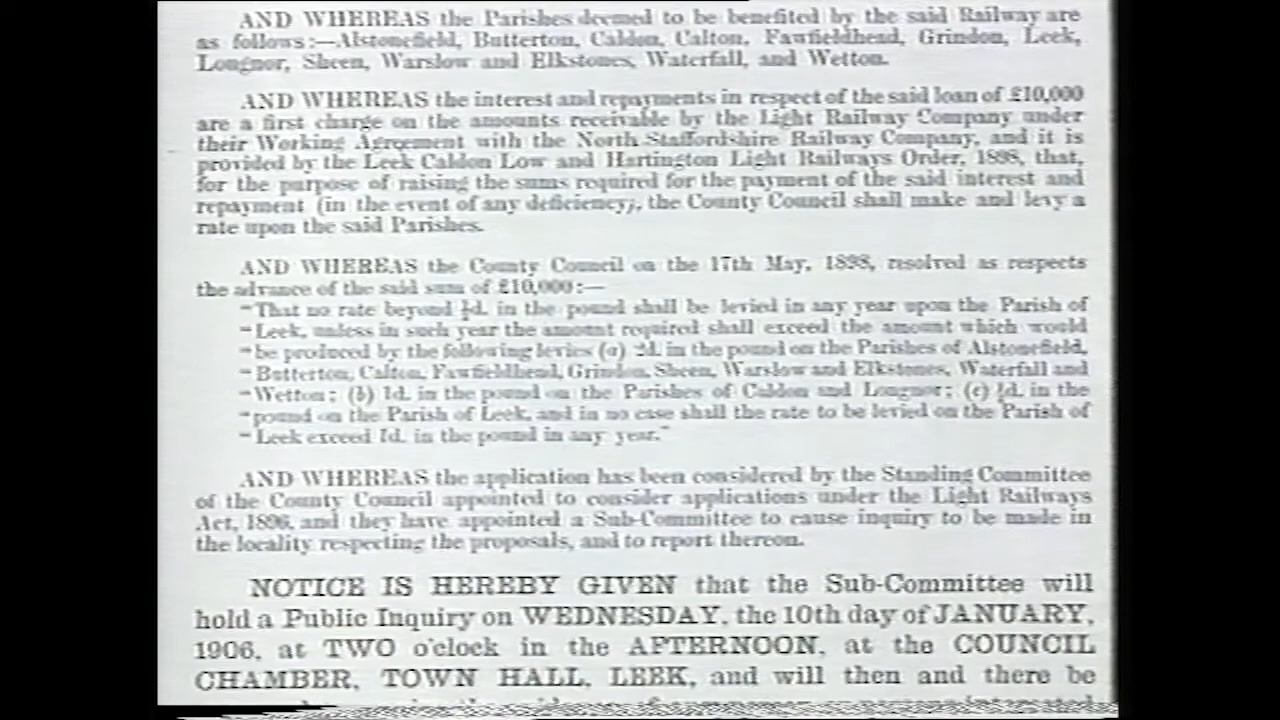 AND WHEREAS the Parishes deemed to be benefited by the said Railway are
as follows:—Alstonefield, Butterton, Caldon, Calton, Fawfieldhead, Grindon, Leek,
Longnor, Sheen, Warslow and Elkstones, Waterfall, and Wetton.
AND WHEREAS the interest and repayments in respect of the said loan of £10,000
are a first charge on the amounts receivable by the Light Railway Company under
their Working Agreement with the North Staffordshire Railway Company, and it is
provided by the Leek Caldon Low and Hartington Light Railways Order, 1898, that,
for the purpose of raising the sums required for the payment of the said interest and
repayment (in the event of any deficiency), the County Council shall make and levy a
rate upon the said Parishes.
AND WHEREAS the County Council on the 17th May, 1898, resolved as respects
the advance of the said sum of £10,000:—
"That no rate beyond ½d. in the pound shall be levied in any year upon the Parish of
"Leek, unless in such year the amount required shall exceed the amount which would
"be produced by the following levies (a) in the pound on the Parishes of Alstonefield,
"Butterton, Calton, Fawfieldhead, Grindon, Sheen, Warslow and Elkstones, Waterfall and
"Wetton; (b) 1d. in the pound on the Parishes of Caldon and Longnor; (c) ½d. in the
"pound on the Parish of Leek, and in no case shall the rate to be levied on the Parish of
"Leek exceed 1d. in the pound in any year."
AND WHEREAS the application has been considered by the Standing Committee
of the County Council appointed to consider applications under the Light Railways
Act, 1896, and they have appointed a Sub-Committee to cause inquiry to be made in
the locality respecting the proposals, and to report thereon.
NOTICE IS HEREBY GIVEN that the Sub-Committee will
hold a Public Inquiry on WEDNESDAY, the 10th day of JANUARY,
1906, at TWO o'clock in the AFTERNOON, at the COUNCIL
CHAMBER, TOWN HALL, LEEK, and will then and there be